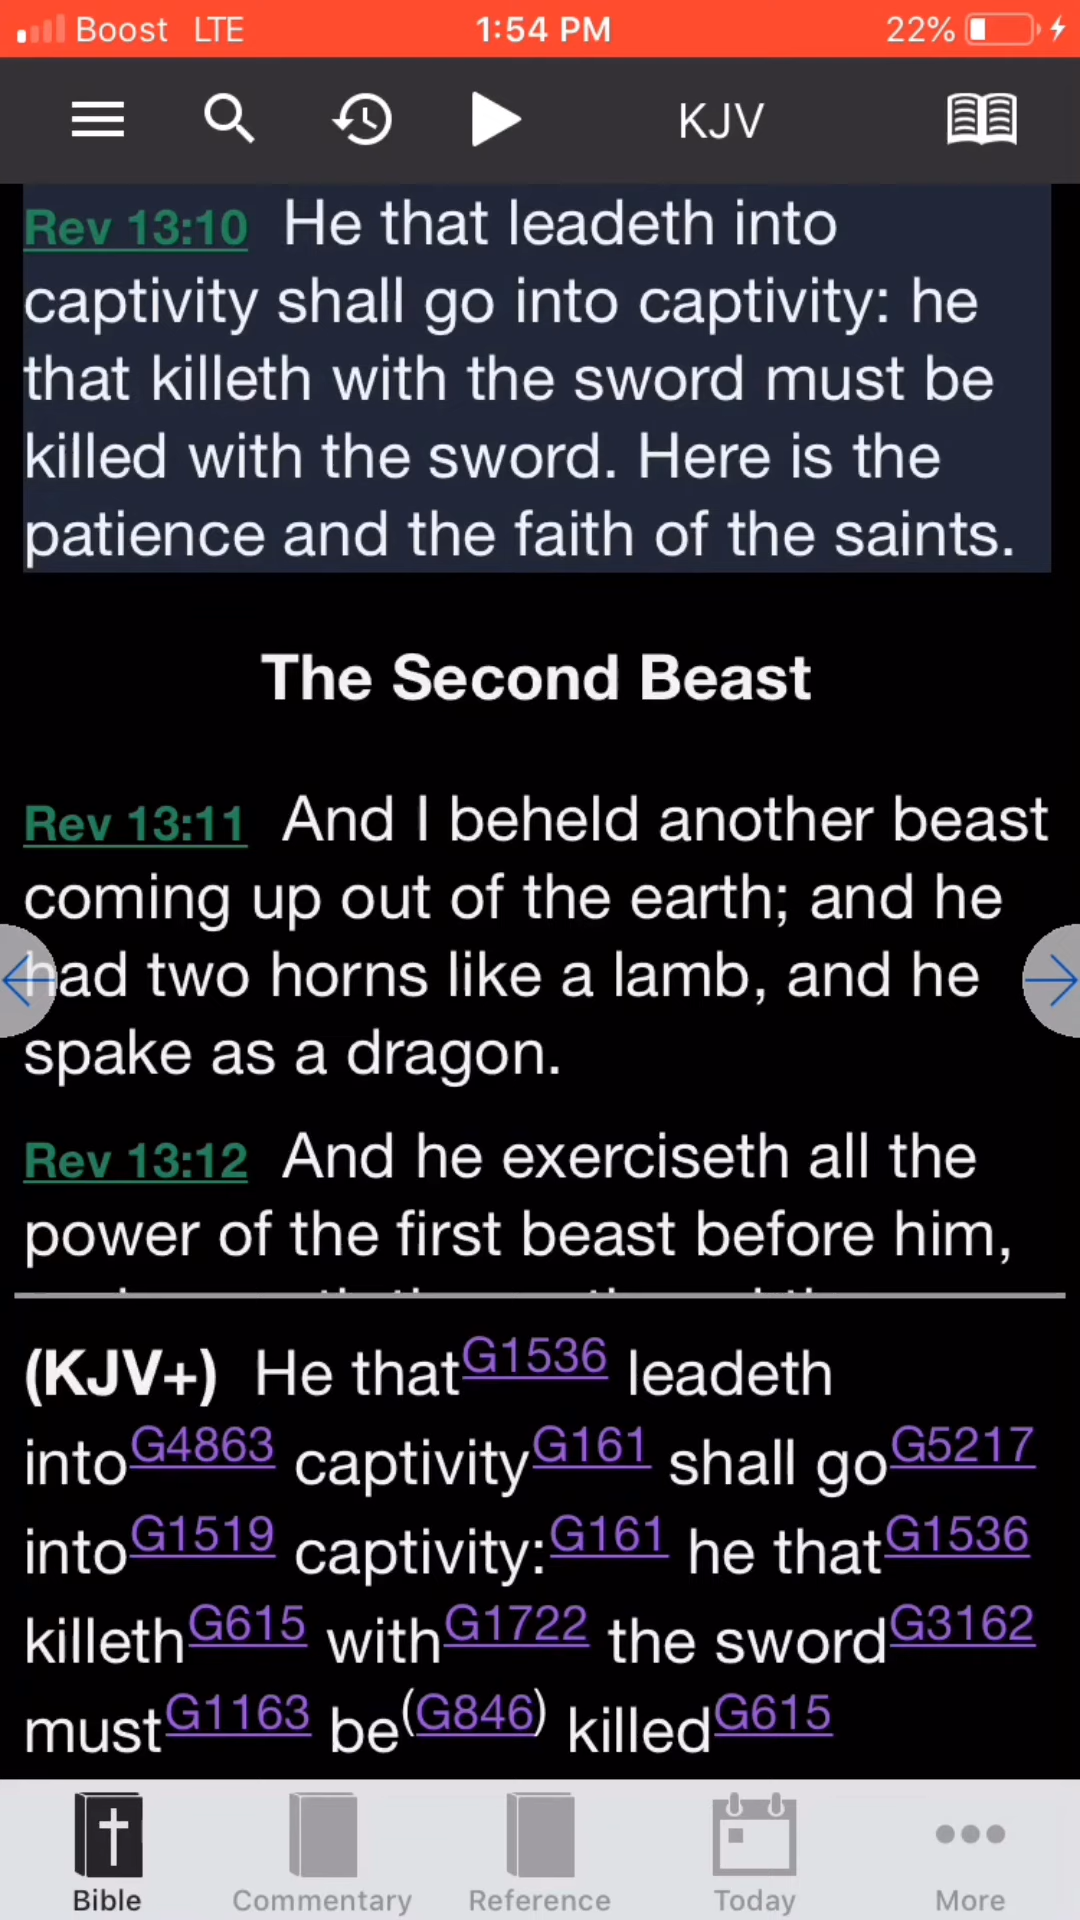 Boost LTE 1:54 PM 22%
KJV
Rev 13:10 He that leadeth into
captivity shall go into captivity: he
that killeth with the sword must be
killed with the sword. Here is the
patience and the faith of the saints.
The Second Beast
Rev 13:11 And I beheld another beast
coming up out of the earth; and he
had two horns like a lamb, and he
spake as a dragon.
Rev 13:12 And he exerciseth all the
power of the first beast before him,
(KJV+) He thatG1536 leadeth
intoG4863 captivityG161 shall goG5217
intoG1519 captivity:G161 he thatG1536
killethG615 withG1722 the swordG3162
mustG1163 be(G846) killedG615
Bible Commentary Reference Today More